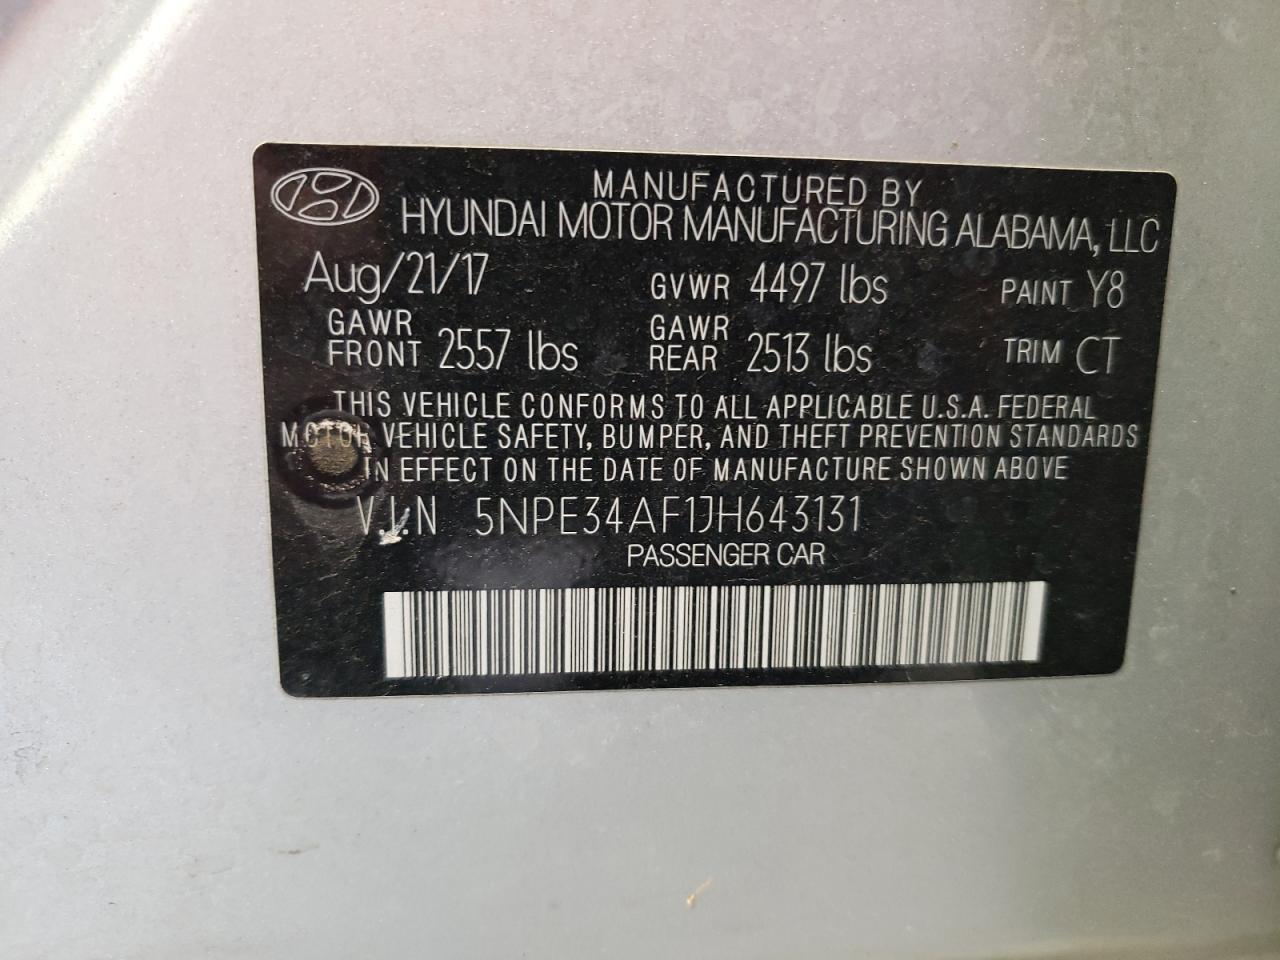 MANUFACTURED BY
HYUNDAI MOTOR MANUFACTURING ALABAMA, LLC
Aug/21/17 GVWR 4497 lbs PAINT Y8
GAWR FRONT 2557 lbs GAWR REAR 2513 lbs TRIM CT
THIS VEHICLE CONFORMS TO ALL APPLICABLE U.S.A. FEDERAL
MOTOR VEHICLE SAFETY, BUMPER, AND THEFT PREVENTION STANDARDS
IN EFFECT ON THE DATE OF MANUFACTURE SHOWN ABOVE
V.I.N 5NPE34AF1JH643131
PASSENGER CAR